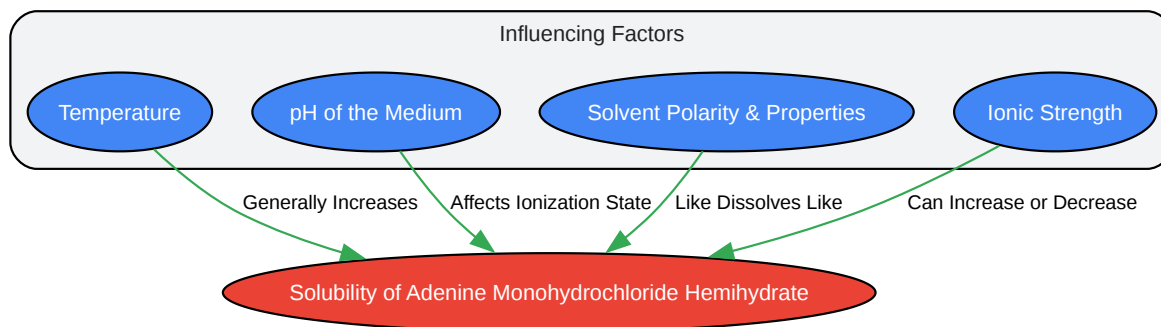 Influencing Factors
Temperature
pH of the Medium
Solvent Polarity & Properties
Ionic Strength
Generally Increases
Affects Ionization State
Like Dissolves Like
Can Increase or Decrease
Solubility of Adenine Monohydrochloride Hemihydrate